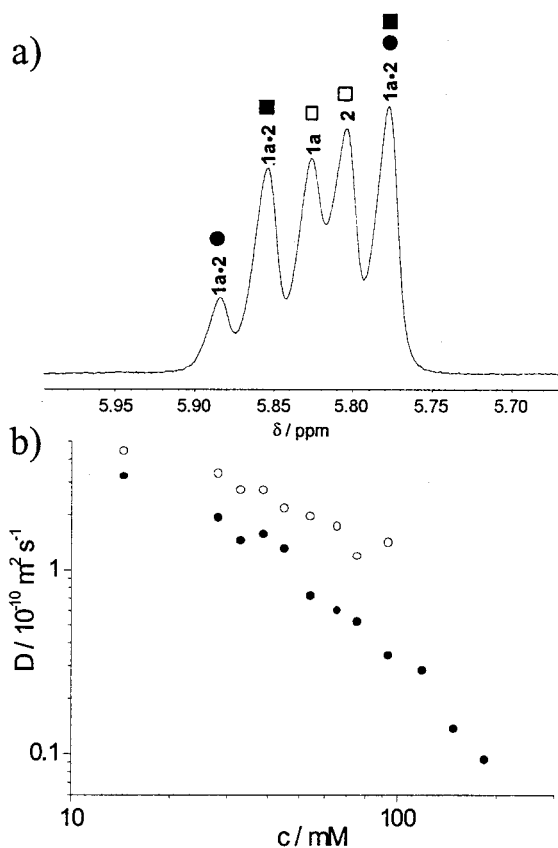 a)
1a•2
1a•2
1a
2
1a•2
5.95 5.90 5.85 5.80 5.75 5.70
δ / ppm
b)
D / 10⁻¹⁰ m² s⁻¹
1
0.1
10 100
c / mM